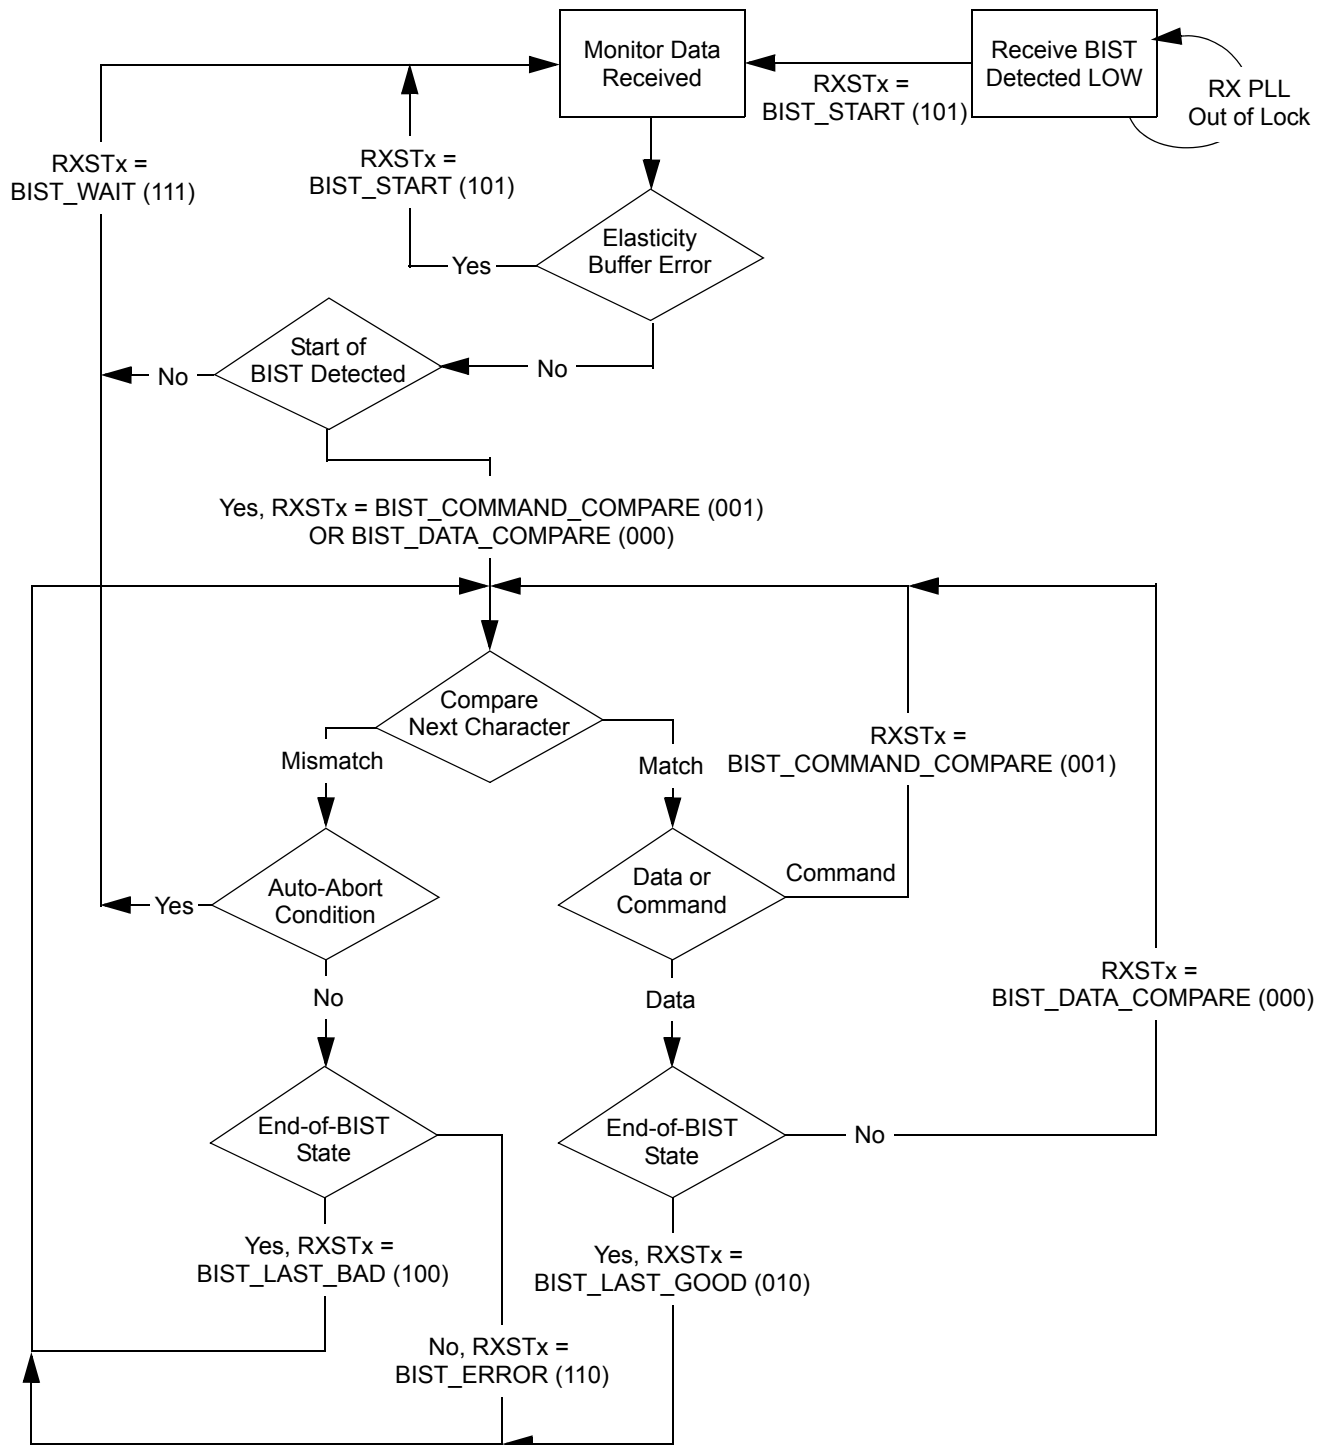 Monitor Data
Received
Receive BIST
Detected LOW
RX PLL
Out of Lock
RXSTx =
BIST_START (101)
RXSTx =
BIST_WAIT (111)
RXSTx =
BIST_START (101)
Elasticity
Buffer Error
Yes
No
Start of
BIST Detected
No
Yes, RXSTx = BIST_COMMAND_COMPARE (001)
OR BIST_DATA_COMPARE (000)
Compare
Next Character
Mismatch
Match
RXSTx =
BIST_COMMAND_COMPARE (001)
Auto-Abort
Condition
Yes
Data or
Command
Command
No
Data
RXSTx =
BIST_DATA_COMPARE (000)
End-of-BIST
State
End-of-BIST
State
No
Yes, RXSTx =
BIST_LAST_BAD (100)
Yes, RXSTx =
BIST_LAST_GOOD (010)
No, RXSTx =
BIST_ERROR (110)